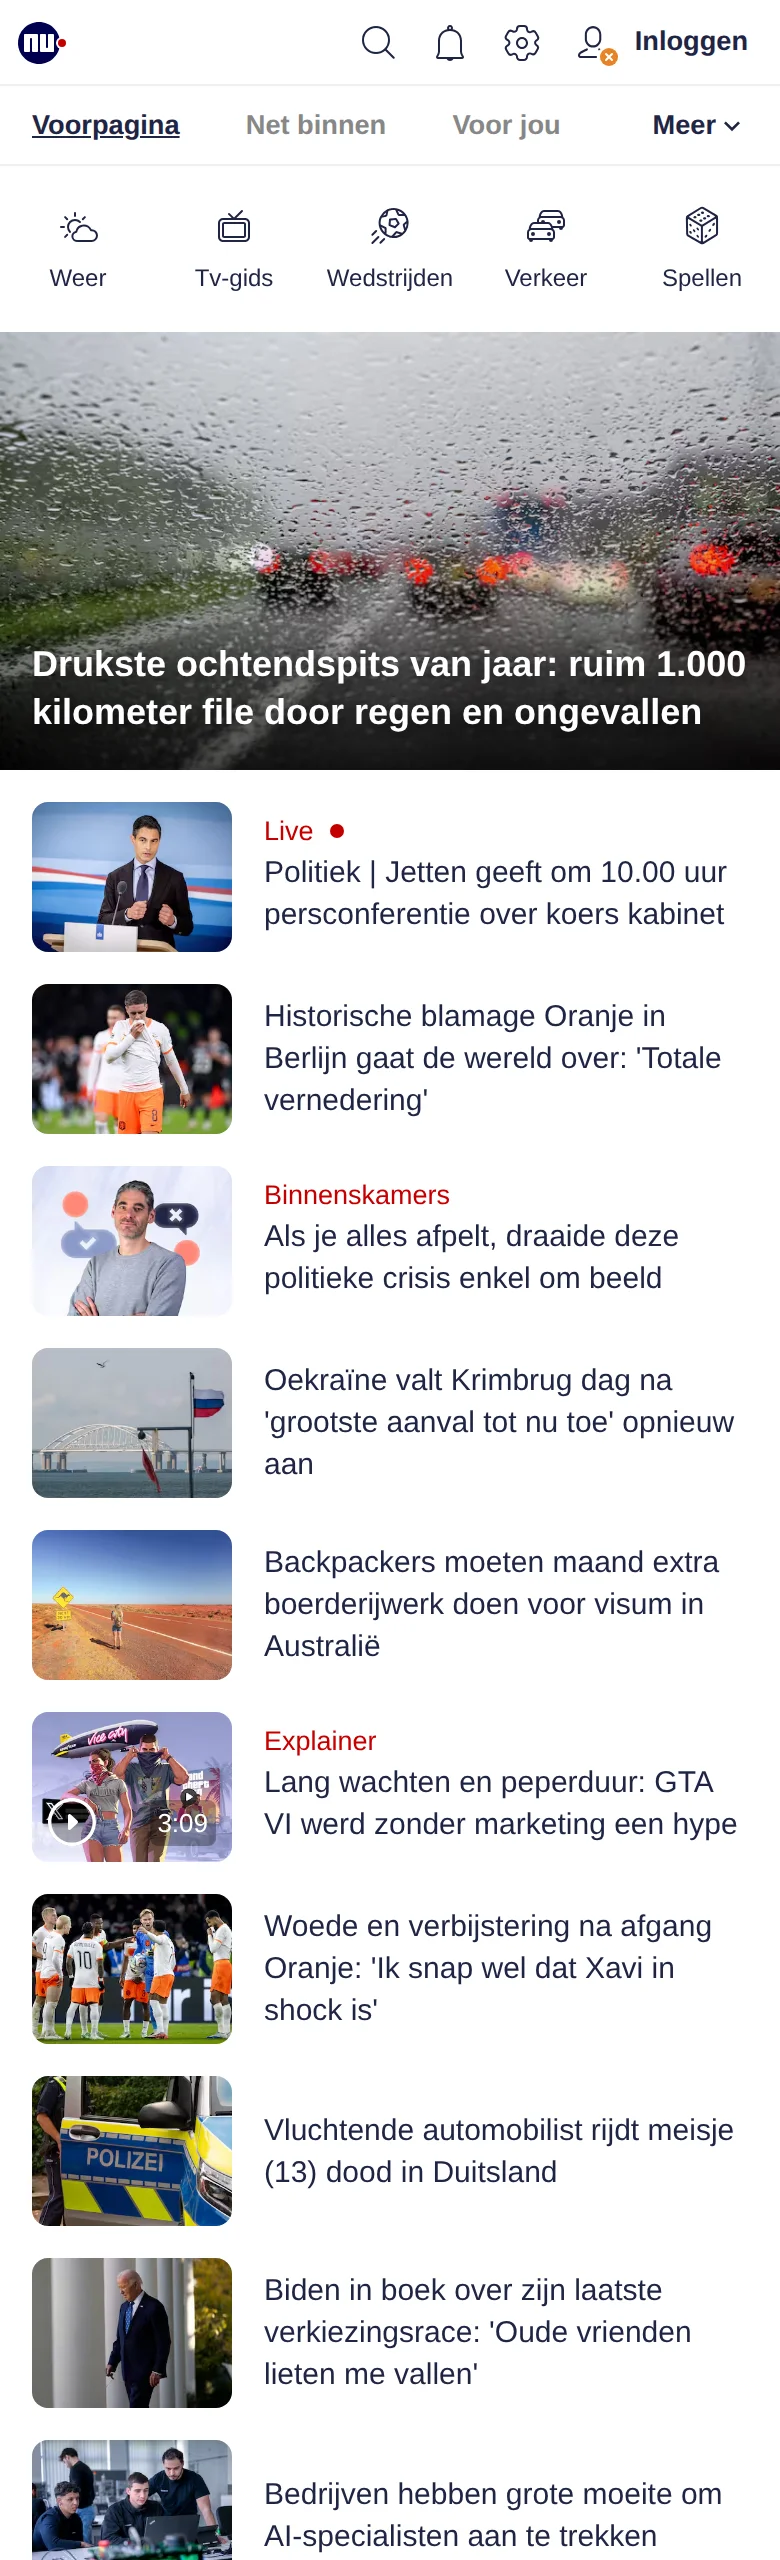 nu
Inloggen
Voorpagina
Net binnen
Voor jou
Meer
Weer
Tv-gids
Wedstrijden
Verkeer
Spellen
Drukste ochtendspits van jaar: ruim 1.000
kilometer file door regen en ongevallen
Live
Politiek | Jetten geeft om 10.00 uur
persconferentie over koers kabinet
Historische blamage Oranje in
Berlijn gaat de wereld over: 'Totale
vernedering'
8
Binnenskamers
Als je alles afpelt, draaide deze
politieke crisis enkel om beeld
Oekraïne valt Krimbrug dag na
'grootste aanval tot nu toe' opnieuw
aan
Backpackers moeten maand extra
boerderijwerk doen voor visum in
Australië
Vice City
3:09
Explainer
Lang wachten en peperduur: GTA
VI werd zonder marketing een hype
10
Woede en verbijstering na afgang
Oranje: 'Ik snap wel dat Xavi in
shock is'
POLIZEI
Vluchtende automobilist rijdt meisje
(13) dood in Duitsland
Biden in boek over zijn laatste
verkiezingsrace: 'Oude vrienden
lieten me vallen'
Bedrijven hebben grote moeite om
AI-specialisten aan te trekken